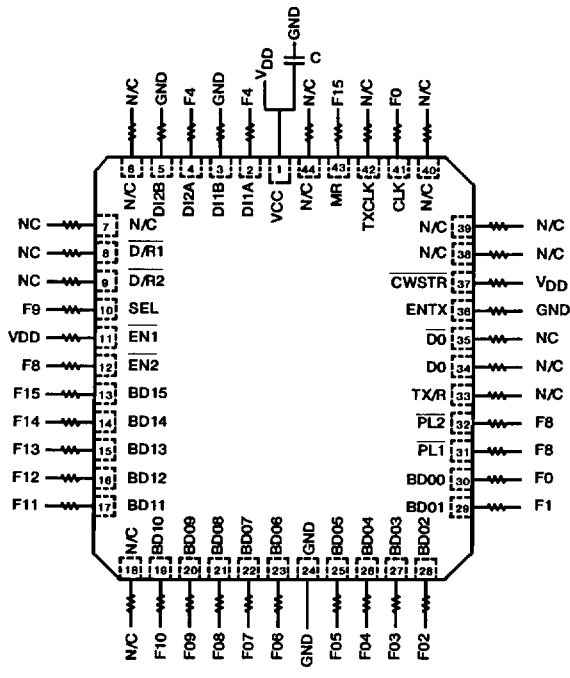 GND
C
VDD
N/C GND F4 GND F4 N/C F15 N/C F0 N/C
6 5 4 3 2 1 44 43 42 41 40
N/C DI2B DI2A DI1B DI1A VCC N/C MR TXCLK CLK N/C
NC 7 N/C
NC 8 D/R1
NC 9 D/R2
F9 10 SEL
VDD 11 EN1
F8 12 EN2
F15 13 BD15
F14 14 BD14
F13 15 BD13
F12 16 BD12
F11 17 BD11
N/C 39 N/C
N/C 38 N/C
CWSTR 37 VDD
ENTX 36 GND
D0 35 NC
D0 34 N/C
TX/R 33 N/C
PL2 32 F8
PL1 31 F8
BD00 30 F0
BD01 29 F1
N/C BD10 BD09 BD08 BD07 BD06 GND BD05 BD04 BD03 BD02
18 19 20 21 22 23 24 25 26 27 28
N/C F10 F09 F08 F07 F06 GND F05 F04 F03 F02